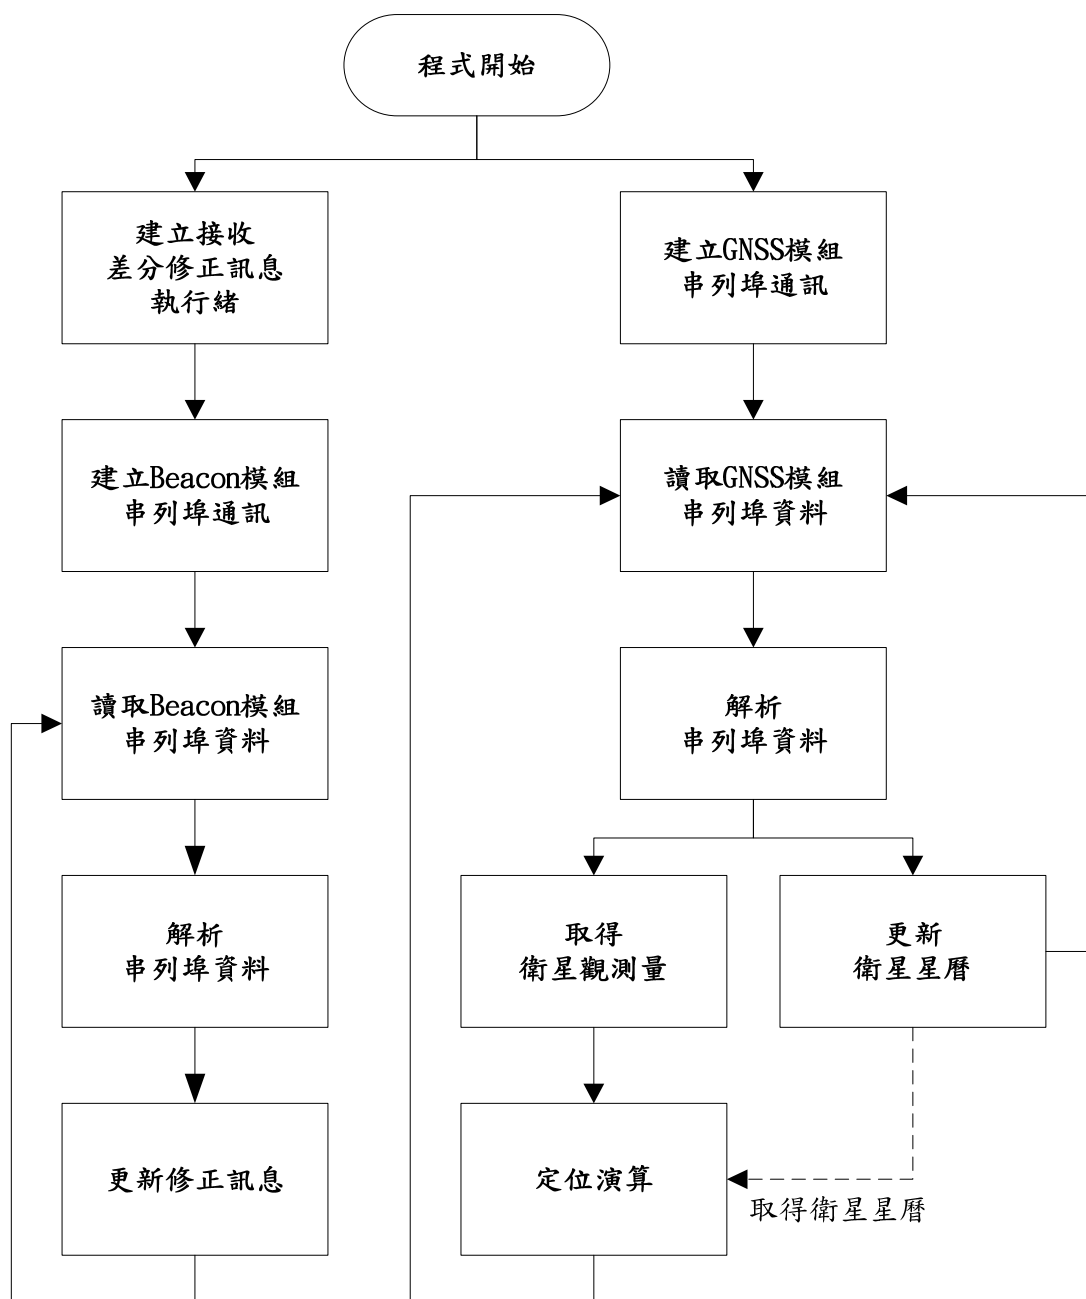 程式開始
建立接收
差分修正訊息
執行緒
建立GNSS模組
串列埠通訊
建立Beacon模組
串列埠通訊
讀取GNSS模組
串列埠資料
讀取Beacon模組
串列埠資料
解析
串列埠資料
解析
串列埠資料
取得
衛星觀測量
更新
衛星星曆
更新修正訊息
定位演算
取得衛星星曆